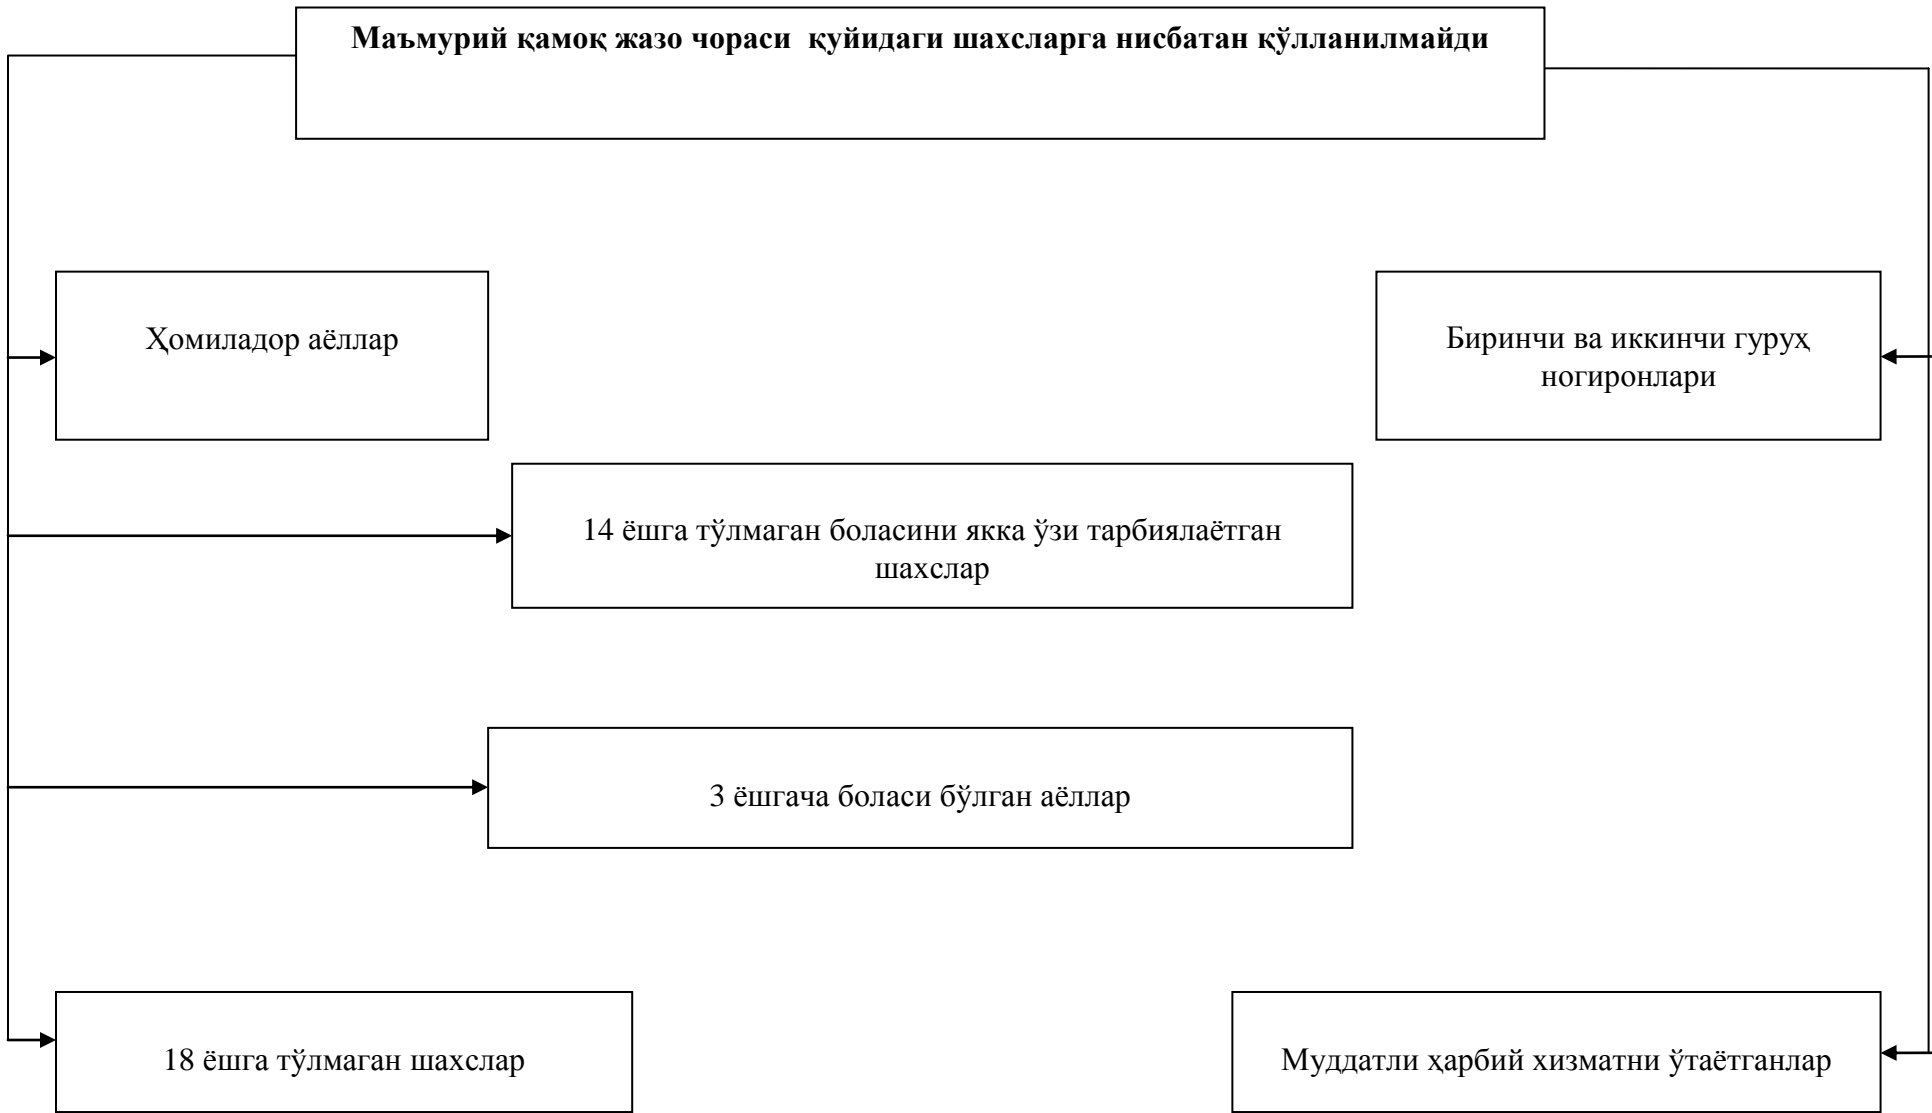 Маъмурий қамоқ жазо чораси қуйидаги шахсларга нисбатан қўлланилмайди
Ҳомиладор аёллар
Биринчи ва иккинчи гуруҳ
ногиронлари
14 ёшга тўлмаган боласини якка ўзи тарбиялаётган
шахслар
3 ёшгача боласи бўлган аёллар
18 ёшга тўлмаган шахслар
Муддатли ҳарбий хизматни ўтаётганлар